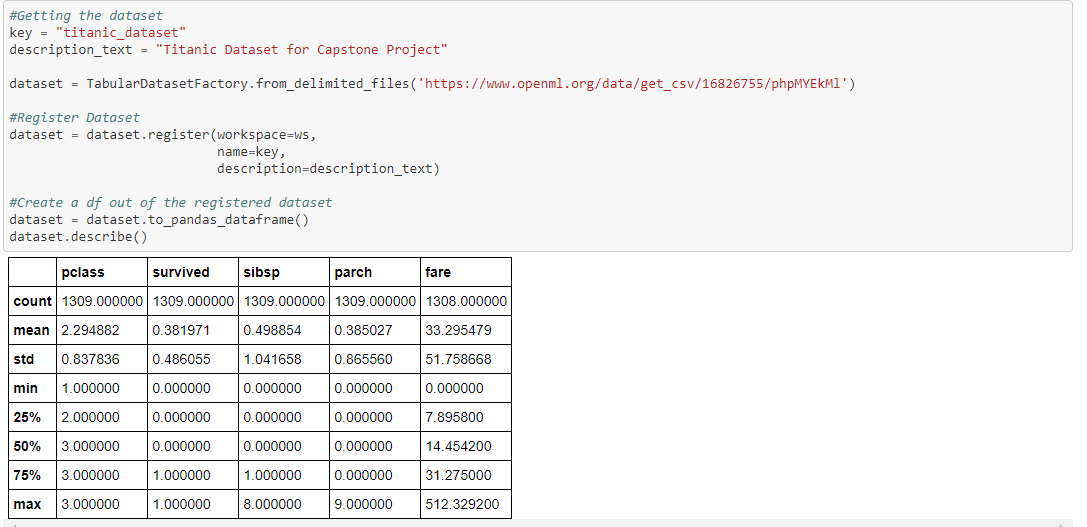 #Getting the dataset
key = "titanic_dataset"
description_text = "Titanic Dataset for Capstone Project"
dataset = TabularDatasetFactory.from_delimited_files('https://www.openml.org/data/get_csv/16826755/phpMYEkMl')
#Register Dataset
dataset = dataset.register(workspace=ws,
name=key,
description=description_text)
#Create a df out of the registered dataset
dataset = dataset.to_pandas_dataframe()
dataset.describe()
pclass survived sibsp parch fare
count 1309.000000 1309.000000 1309.000000 1309.000000 1308.000000
mean 2.294882 0.381971 0.498854 0.385027 33.295479
std 0.837836 0.486055 1.041658 0.865560 51.758668
min 1.000000 0.000000 0.000000 0.000000 0.000000
25% 2.000000 0.000000 0.000000 0.000000 7.895800
50% 3.000000 0.000000 0.000000 0.000000 14.454200
75% 3.000000 1.000000 1.000000 0.000000 31.275000
max 3.000000 1.000000 8.000000 9.000000 512.329200